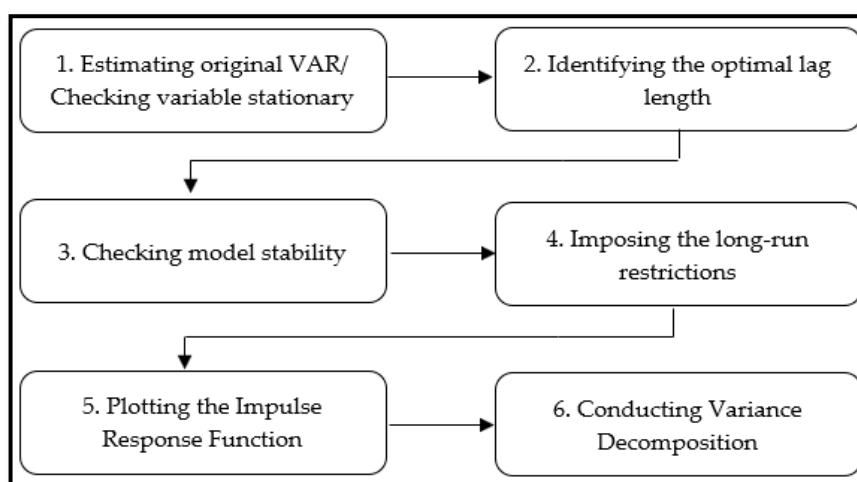 1. Estimating original VAR/
Checking variable stationary
2. Identifying the optimal lag
length
3. Checking model stability
4. Imposing the long-run
restrictions
5. Plotting the Impulse
Response Function
6. Conducting Variance
Decomposition